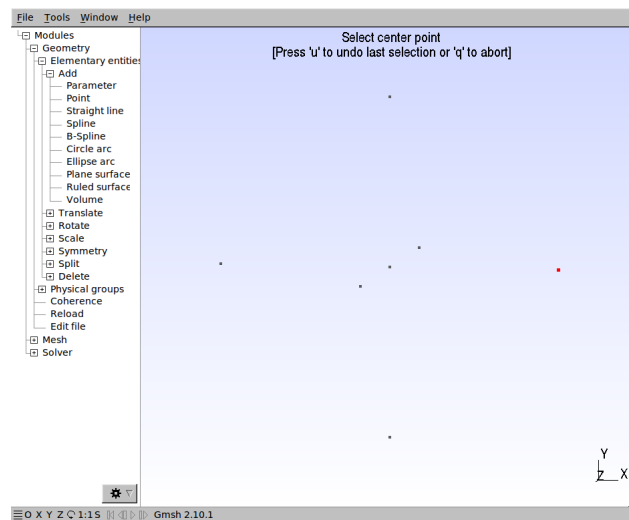 File Tools Window Help
Modules
Geometry
Elementary entities
Add
Parameter
Point
Straight line
Spline
B-Spline
Circle arc
Ellipse arc
Plane surface
Ruled surface
Volume
Translate
Rotate
Scale
Symmetry
Split
Delete
Physical groups
Coherence
Reload
Edit file
Mesh
Solver
Select center point
[Press 'u' to undo last selection or 'q' to abort]
Y
Z X
O X Y Z 1:1 S Gmsh 2.10.1